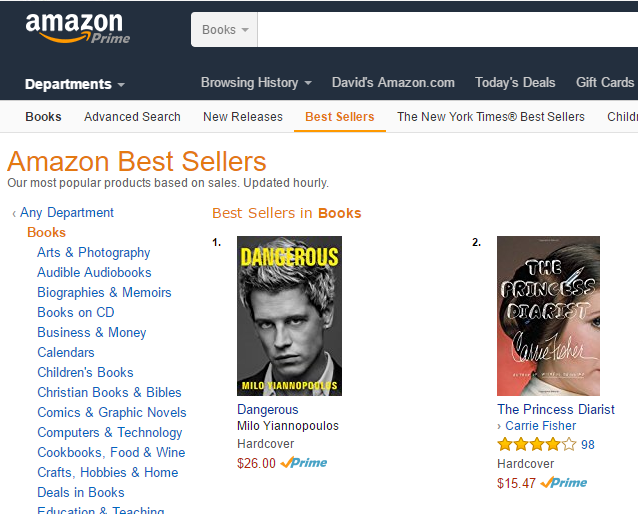 amazon
Prime
Books
Departments
Browsing History
David's Amazon.com
Today's Deals
Gift Cards
Books
Advanced Search
New Releases
Best Sellers
The New York Times® Best Sellers
Childr
Amazon Best Sellers
Our most popular products based on sales. Updated hourly.
‹ Any Department
Books
Arts & Photography
Audible Audiobooks
Biographies & Memoirs
Books on CD
Business & Money
Calendars
Children's Books
Christian Books & Bibles
Comics & Graphic Novels
Computers & Technology
Cookbooks, Food & Wine
Crafts, Hobbies & Home
Deals in Books
Education & Teaching
Best Sellers in Books
1.
DANGEROUS
MILO YIANNOPOULOS
Dangerous
Milo Yiannopoulos
Hardcover
$26.00 Prime
2.
THE
PRINCESS
DIARIST
Carrie Fisher
The Princess Diarist
› Carrie Fisher
98
Hardcover
$15.47 Prime